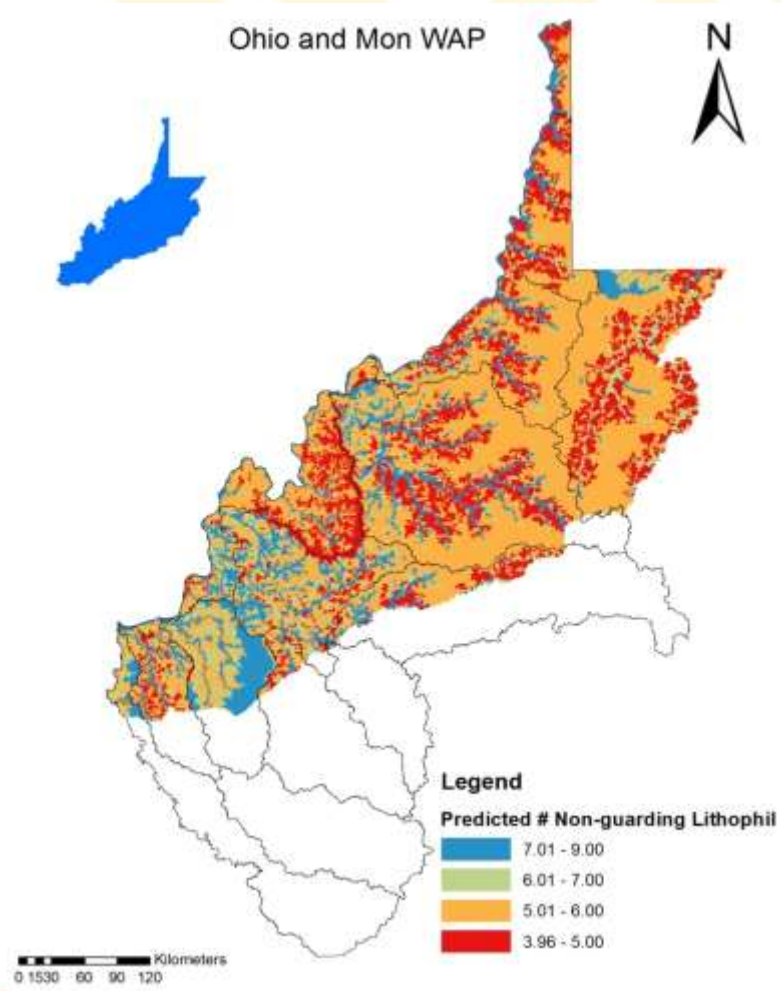 Ohio and Mon WAP
N
Legend
Predicted # Non-guarding Lithophil
7.01 - 9.00
6.01 - 7.00
5.01 - 6.00
3.96 - 5.00
Kilometers
0 1530 60 90 120